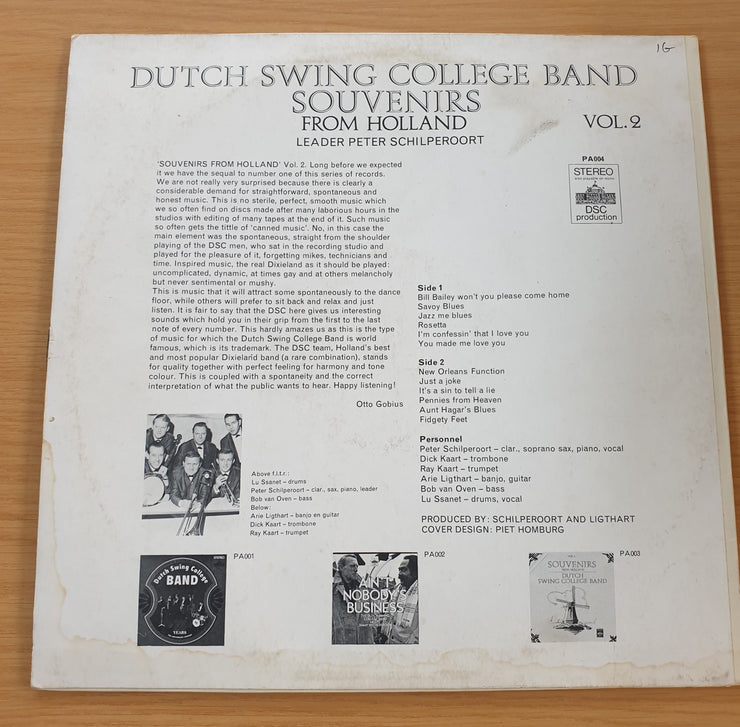 1G
DUTCH SWING COLLEGE BAND
SOUVENIRS
FROM HOLLAND
VOL.2
LEADER PETER SCHILPEROORT
'SOUVENIRS FROM HOLLAND' Vol. 2. Long before we expected
it we have the sequal to number one of this series of records.
We are not really very surprised because there is clearly a
considerable demand for straightforward, spontaneous and
honest music. This is no sterile, perfect, smooth music which
we so often find on discs made after many laborious hours in the
studios with editing of many tapes at the end of it. Such music
so often gets the tittle of 'canned music'. No, in this case the
main element was the spontaneous, straight from the shoulder
playing of the DSC men, who sat in the recording studio and
played for the pleasure of it, forgetting mikes, technicians and
time. Inspired music, the real Dixieland as it should be played:
uncomplicated, dynamic, at times gay and at others melancholy
but never sentimental or mushy.
This is music that it will attract some spontaneously to the dance
floor, while others will prefer to sit back and relax and just
listen. It is fair to say that the DSC here gives us interesting
sounds which hold you in their grip from the first to the last
note of every number. This hardly amazes us as this is the type
of music for which the Dutch Swing College Band is world
famous, which is its trademark. The DSC team, Holland's best
and most popular Dixieland band (a rare combination), stands
for quality together with perfect feeling for harmony and tone
colour. This is coupled with a spontaneity and the correct
interpretation of what the public wants to hear. Happy listening!
Otto Gobius
PA004
STEREO
also playable on mono
DSC
production
Side 1
Bill Bailey won't you please come home
Savoy Blues
Jazz me blues
Rosetta
I'm confessin' that I love you
You made me love you
Side 2
New Orleans Function
Just a joke
It's a sin to tell a lie
Pennies from Heaven
Aunt Hagar's Blues
Fidgety Feet
Personnel
Peter Schilperoort – clar., soprano sax, piano, vocal
Dick Kaart – trombone
Ray Kaart – trumpet
Arie Ligthart – banjo, guitar
Bob van Oven – bass
Lu Ssanet – drums, vocal
PRODUCED BY: SCHILPEROORT AND LIGTHART
COVER DESIGN: PIET HOMBURG
Above f.l.t.r.:
Lu Ssanet – drums
Peter Schilperoort – clar., sax, piano, leader
Bob van Oven – bass
Below:
Arie Ligthart – banjo en guitar
Dick Kaart – trombone
Ray Kaart – trumpet
PA001
Dutch Swing College
BAND
YEARS
PA002
AIN'T
NOBODY'S
BUSINESS
PA003
SOUVENIRS
FROM HOLLAND
DUTCH
SWING COLLEGE BAND